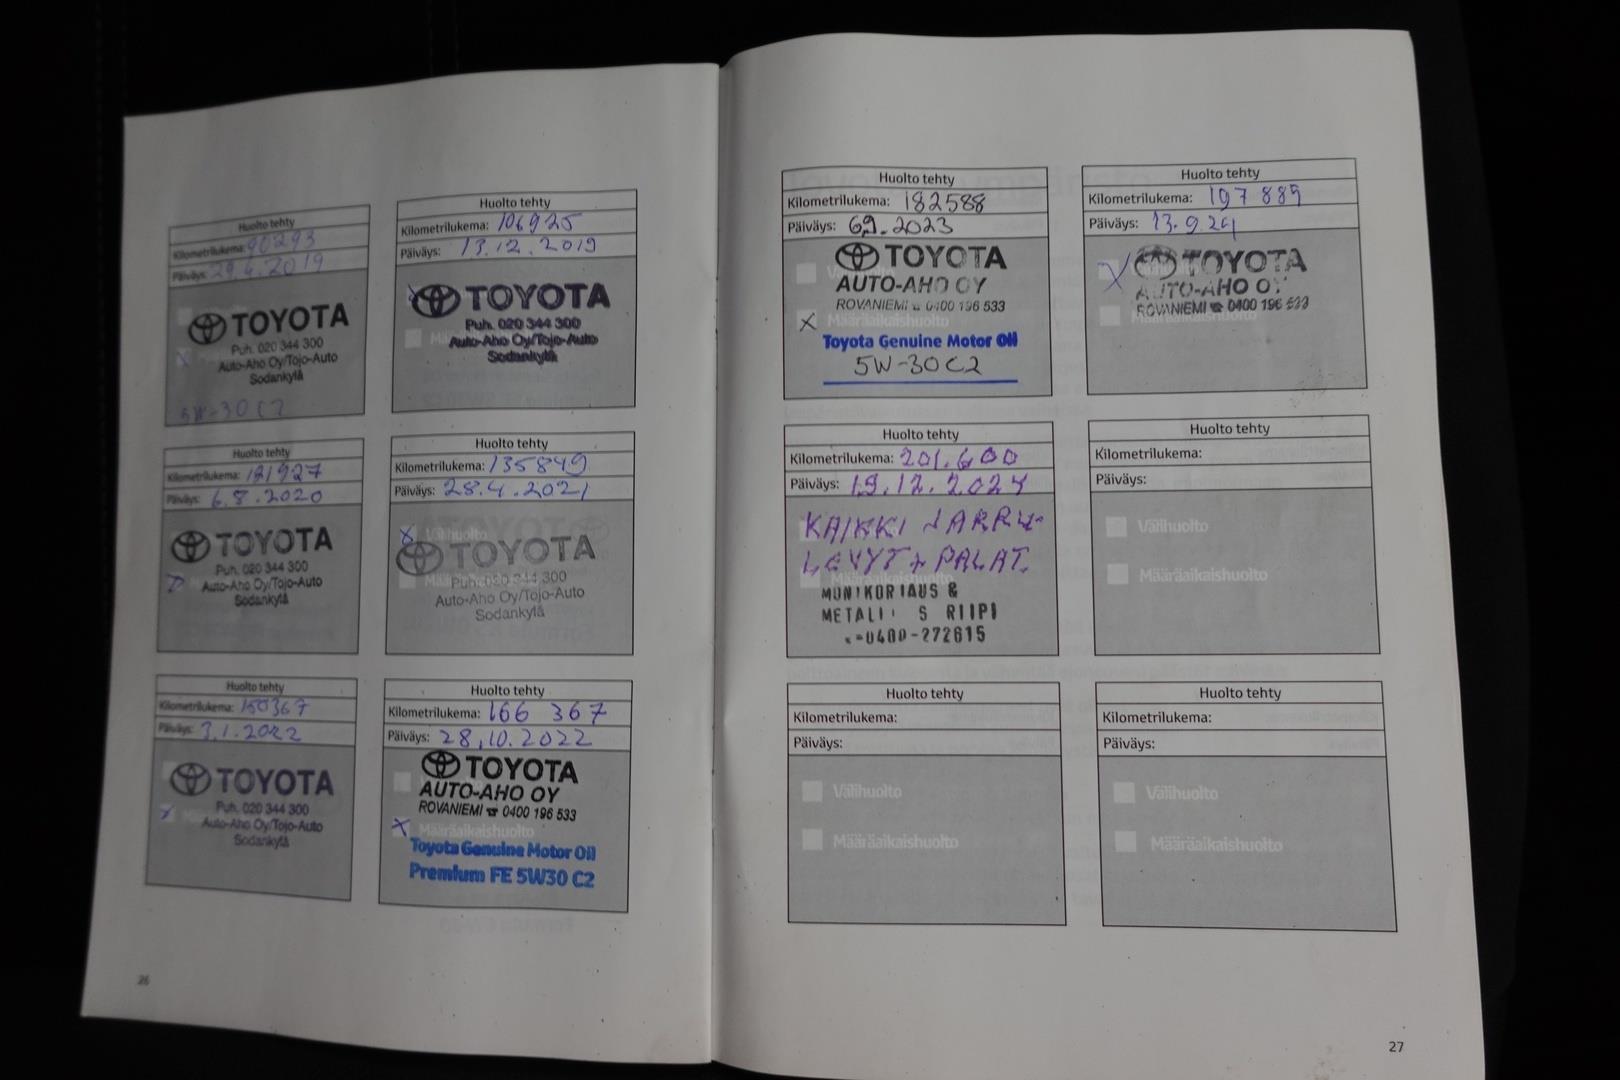 Huolto tehty
Kilometrilukema: 90293
Päiväys: 29.4.2019
TOYOTA
Puh. 020 344 300
Auto-Aho Oy/Tojo-Auto
Sodankylä
5W-30 C2
Huolto tehty
Kilometrilukema: 106925
Päiväys: 13.12.2019
TOYOTA
Puh. 020 344 300
Auto-Aho Oy/Tojo-Auto
Sodankylä
Huolto tehty
Kilometrilukema: 121927
Päiväys: 6.8.2020
TOYOTA
Puh. 020 344 300
Auto-Aho Oy/Tojo-Auto
Sodankylä
Huolto tehty
Kilometrilukema: 135849
Päiväys: 28.4.2021
X Välihuolto
TOYOTA
Puh. 020 344 300
Auto-Aho Oy/Tojo-Auto
Sodankylä
Huolto tehty
Kilometrilukema: 150367
Päiväys: 3.1.2022
TOYOTA
Puh. 020 344 300
Auto-Aho Oy/Tojo-Auto
Sodankylä
Huolto tehty
Kilometrilukema: 166 367
Päiväys: 28.10.2022
TOYOTA
AUTO-AHO OY
ROVANIEMI ☎ 0400 196 533
X Määräaikaishuolto
Toyota Genuine Motor Oil
Premium FE 5W30 C2
26
Huolto tehty
Kilometrilukema: 182588
Päiväys: 6.9.2023
TOYOTA
AUTO-AHO OY
ROVANIEMI ☎ 0400 196 533
X Määräaikaishuolto
Toyota Genuine Motor Oil
5W-30 C2
Huolto tehty
Kilometrilukema: 197 889
Päiväys: 13.9.24
X
TOYOTA
AUTO-AHO OY
ROVANIEMI ☎ 0400 196 533
Määräaikaishuolto
Huolto tehty
Kilometrilukema: 201.600
Päiväys: 19.12.2024
KAIKKI JARRU-
LEVYT + PALAT.
Määräaikaishuolto
MONIKORJAUS &
METALLI S RIIPI
0400-272615
Huolto tehty
Kilometrilukema:
Päiväys:
Välihuolto
Määräaikaishuolto
Huolto tehty
Kilometrilukema:
Päiväys:
Välihuolto
Määräaikaishuolto
Huolto tehty
Kilometrilukema:
Päiväys:
Välihuolto
Määräaikaishuolto
27